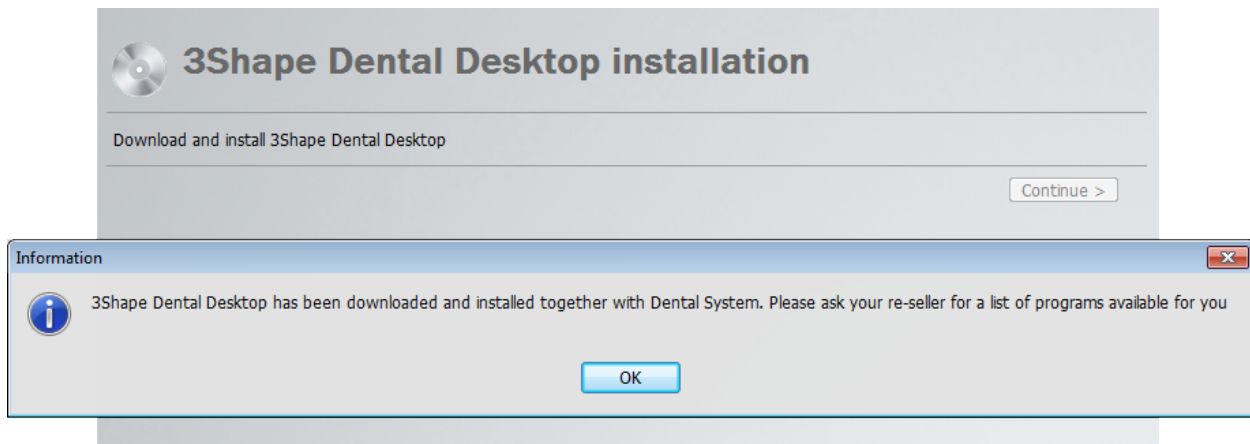 3Shape Dental Desktop installation
Download and install 3Shape Dental Desktop
Continue >
Information
3Shape Dental Desktop has been downloaded and installed together with Dental System. Please ask your re-seller for a list of programs available for you
OK